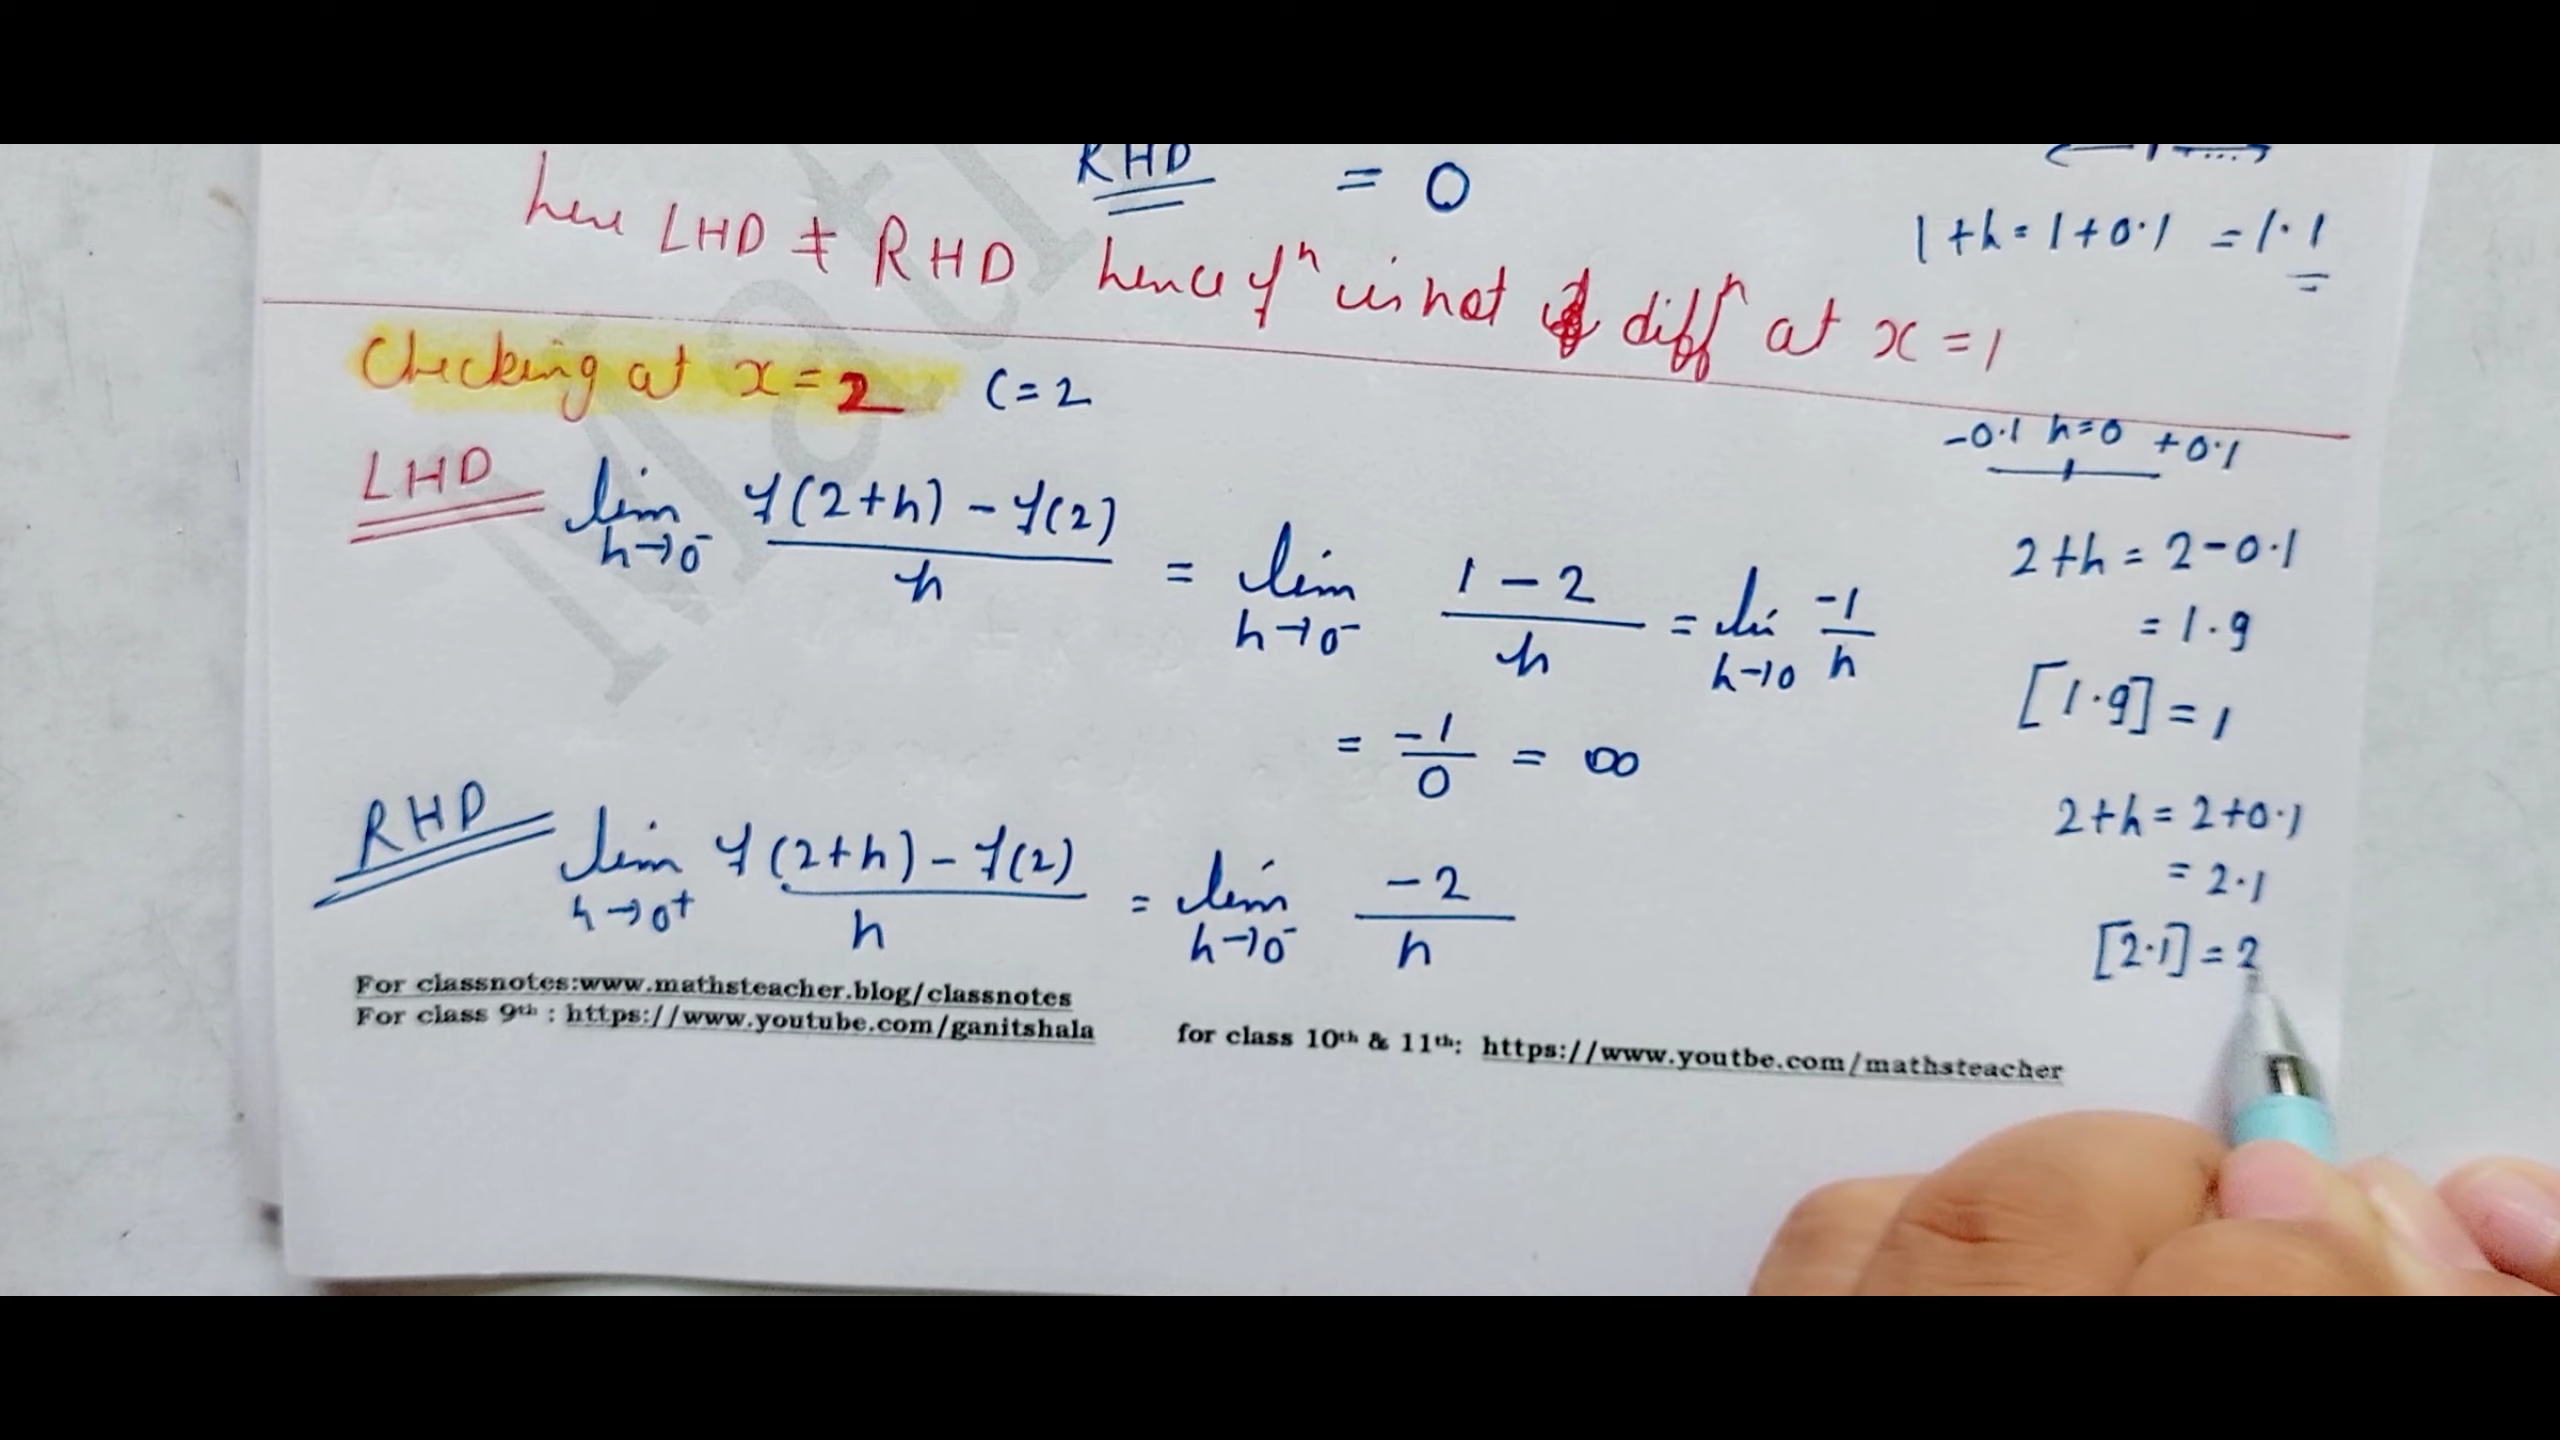 RHD = 0
1+h = 1+0.1 = 1.1
here LHD ≠ RHD hence fⁿ is not diffⁿ at x = 1
Checking at x = 2 C = 2
-0.1 h=0 +0.1
LHD lim h→0⁻ f(2+h) - f(2) / h = lim h→0⁻ 1 - 2 / h = li h→0 -1 / h
2+h = 2-0.1
= 1.9
[1.9] = 1
= -1 / 0 = ∞
RHD lim h→0⁺ f(2+h) - f(2) / h = lim h→0⁻ -2 / h
2+h = 2+0.1
= 2.1
[2.1] = 2
For classnotes:www.mathsteacher.blog/classnotes
For class 9th : https://www.youtube.com/ganitshala for class 10th & 11th: https://www.youtbe.com/mathsteacher